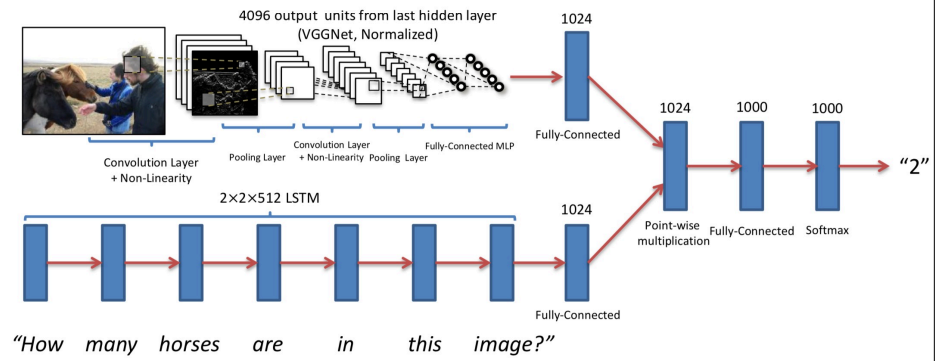 4096 output units from last hidden layer
(VGGNet, Normalized)
1024
Fully-Connected
Convolution Layer
+ Non-Linearity
Pooling Layer
Convolution Layer
+ Non-Linearity
Pooling Layer
Fully-Connected MLP
1024
1000
1000
"2"
Point-wise
multiplication
Fully-Connected
Softmax
2×2×512 LSTM
1024
Fully-Connected
"How many horses are in this image?"